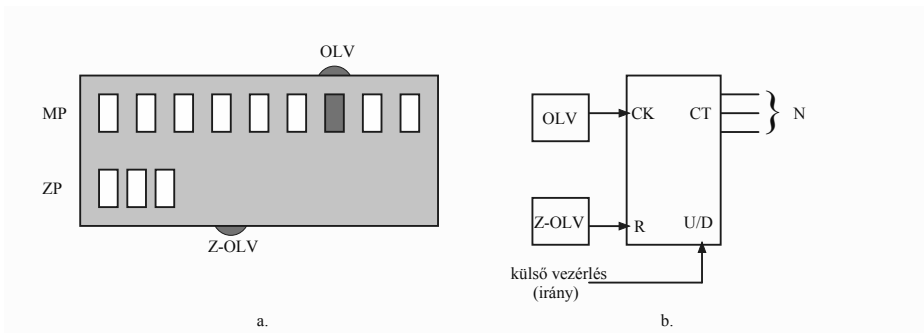 OLV
MP
ZP
Z-OLV
a.
OLV
CK
CT
} N
Z-OLV
R
U/D
külső vezérlés
(irány)
b.